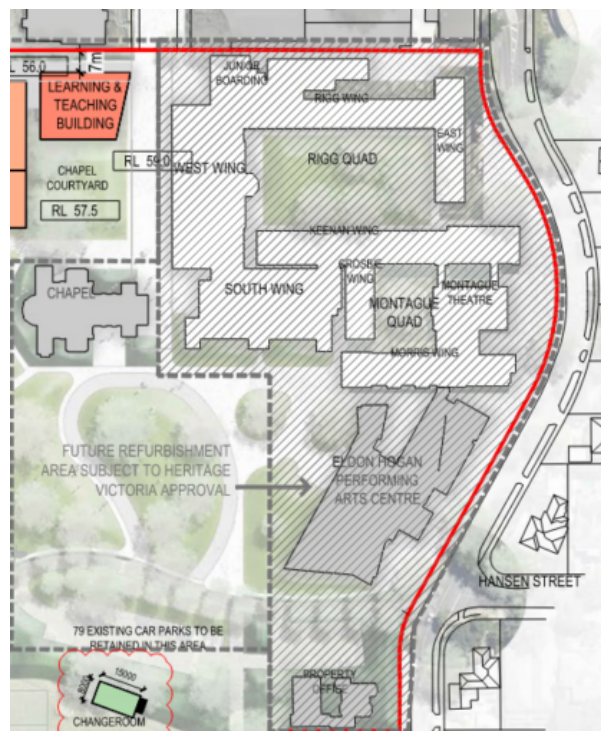 RL 56.0
7m
JUNIOR
BOARDING
LEARNING &
TEACHING
BUILDING
RIGG WING
EAST
WING
RL 59.0
WEST WING
RIGG QUAD
CHAPEL
COURTYARD
RL 57.5
KEENAN WING
CROSBIE
WING
SOUTH WING
MONTAGUE
THEATRE
CHAPEL
MONTAGUE
QUAD
MORRIS WING
FUTURE REFURBISHMENT
AREA SUBJECT TO HERITAGE
VICTORIA APPROVAL
ELDON HOGAN
PERFORMING
ARTS CENTRE
HANSEN STREET
79 EXISTING CAR PARKS TO BE
RETAINED IN THIS AREA
PROPERTY
OFFICE
15000
8000
CHANGEROOM